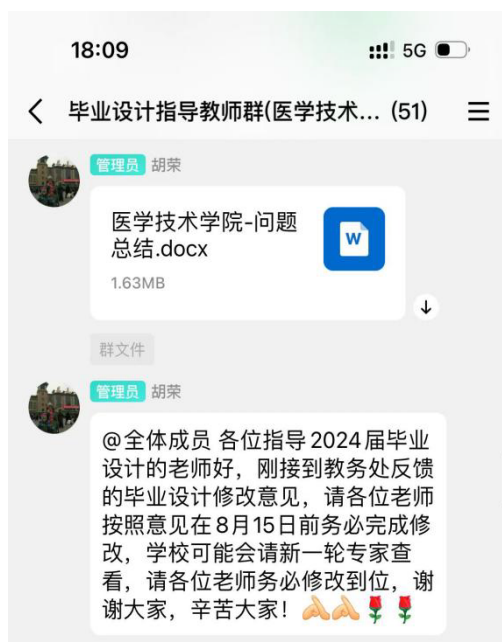 18:09
5G
毕业设计指导教师群(医学技术... (51)
管理员 胡荣
医学技术学院-问题
总结.docx
W
1.63MB
群文件
管理员 胡荣
@全体成员 各位指导2024届毕业
设计的老师好，刚接到教务处反馈
的毕业设计修改意见，请各位老师
按照意见在8月15日前务必完成修
改，学校可能会请新一轮专家查
看，请各位老师务必修改到位，谢
谢大家，辛苦大家！🙏🏻🙏🏻🌹🌹